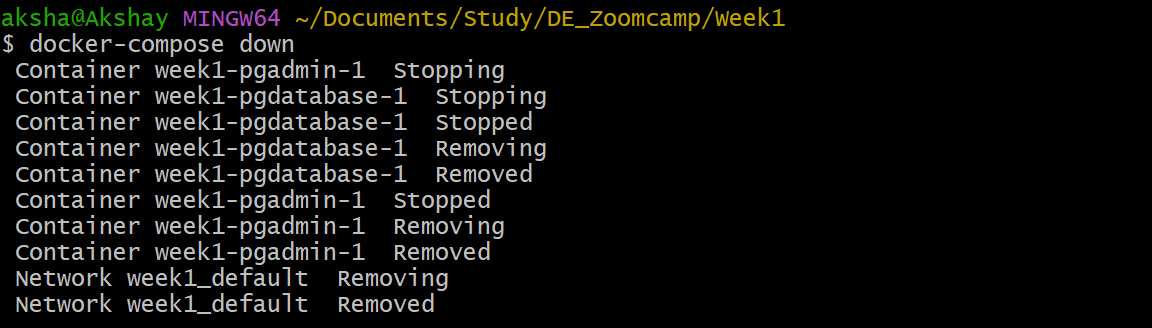 aksha@Akshay MINGW64 ~/Documents/Study/DE_Zoomcamp/Week1
$ docker-compose down
Container week1-pgadmin-1  Stopping
Container week1-pgdatabase-1  Stopping
Container week1-pgdatabase-1  Stopped
Container week1-pgdatabase-1  Removing
Container week1-pgdatabase-1  Removed
Container week1-pgadmin-1  Stopped
Container week1-pgadmin-1  Removing
Container week1-pgadmin-1  Removed
Network week1_default  Removing
Network week1_default  Removed